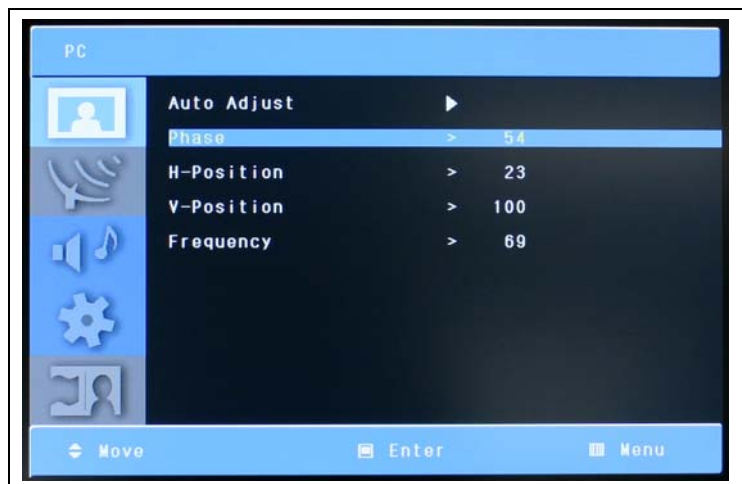 PC
Auto Adjust
Phase > 54
H-Position > 23
V-Position > 100
Frequency > 69
Move Enter Menu